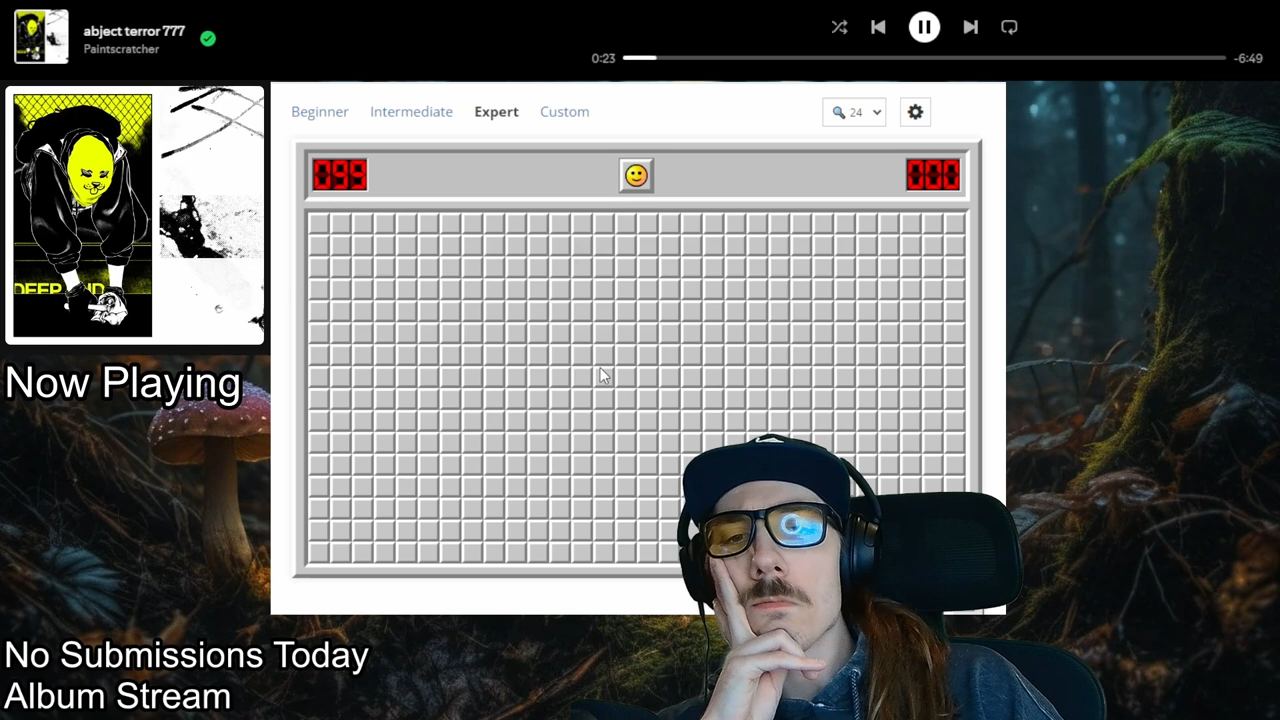 abject terror 777
Paintscratcher
0:23
-6:49
Beginner Intermediate Expert Custom
24
099
000
Now Playing
No Submissions Today
Album Stream